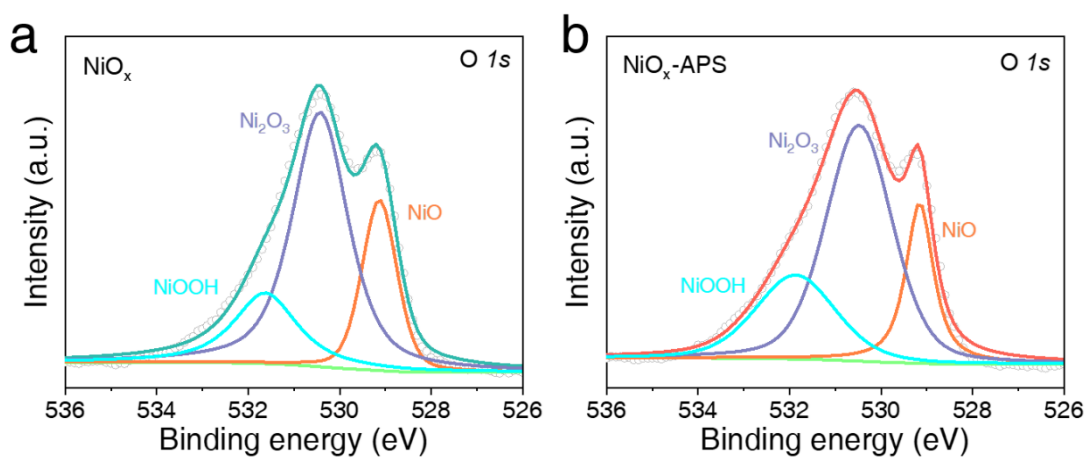 a
NiOₓ
O 1s
Ni₂O₃
NiO
NiOOH
Intensity (a.u.)
536 534 532 530 528 526
Binding energy (eV)
b
NiOₓ-APS
O 1s
Ni₂O₃
NiO
NiOOH
Intensity (a.u.)
536 534 532 530 528 526
Binding energy (eV)